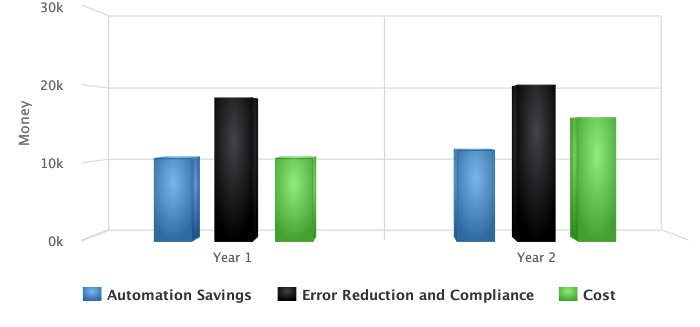 30k
20k
10k
0k
Money
Year 1
Year 2
Automation Savings
Error Reduction and Compliance
Cost